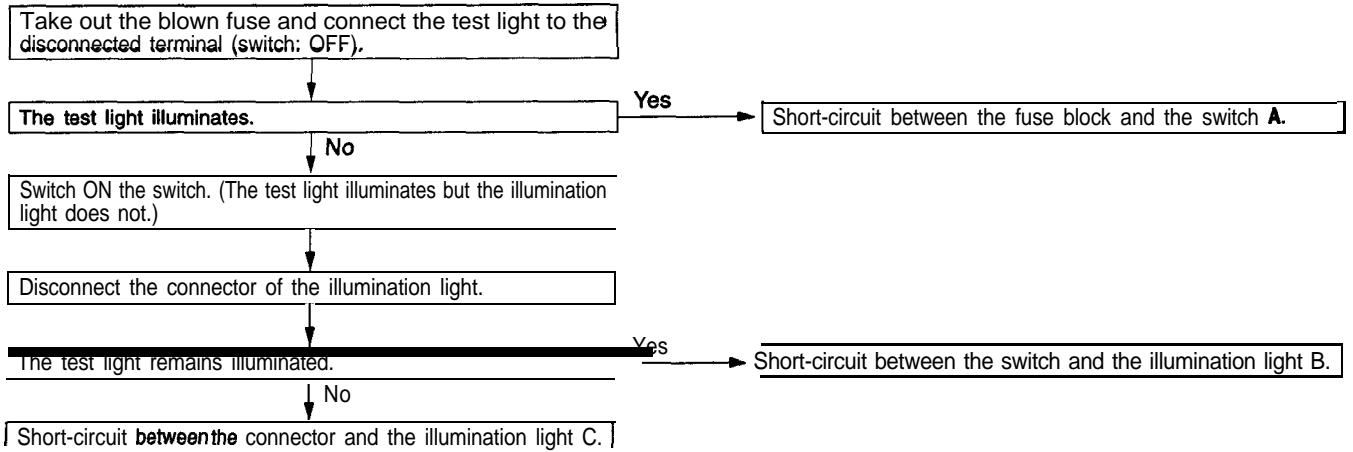 Take out the blown fuse and connect the test light to the
disconnected terminal (switch: OFF).
The test light illuminates.
Yes
Short-circuit between the fuse block and the switch A.
No
Switch ON the switch. (The test light illuminates but the illumination
light does not.)
Disconnect the connector of the illumination light.
The test light remains illuminated.
Yes
Short-circuit between the switch and the illumination light B.
No
Short-circuit between the connector and the illumination light C.